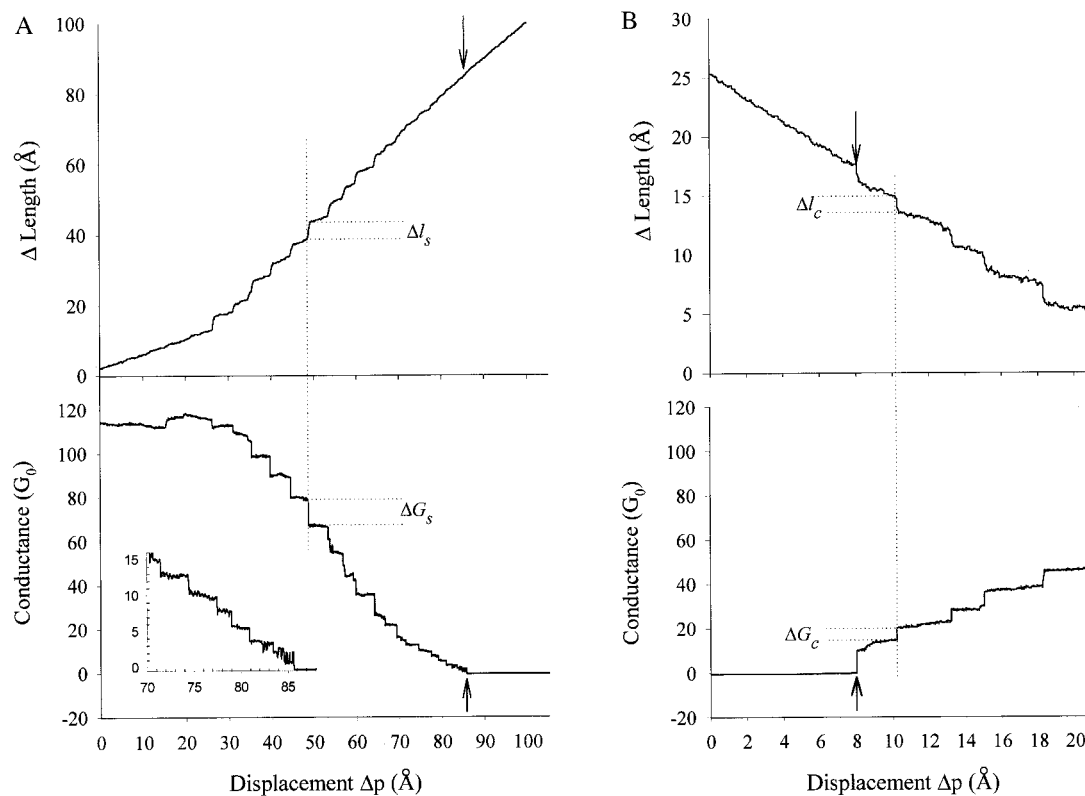 A
100
80
60
40
20
0
Δ Length (Å)
Δl_s
120
100
80
60
40
20
0
-20
Conductance (G₀)
ΔG_s
15
10
5
0
70 75 80 85
0 10 20 30 40 50 60 70 80 90 100
Displacement Δp (Å)
B
30
25
20
15
10
5
0
Δ Length (Å)
Δl_c
120
100
80
60
40
20
0
-20
Conductance (G₀)
ΔG_c
0 2 4 6 8 10 12 14 16 18 20
Displacement Δp (Å)